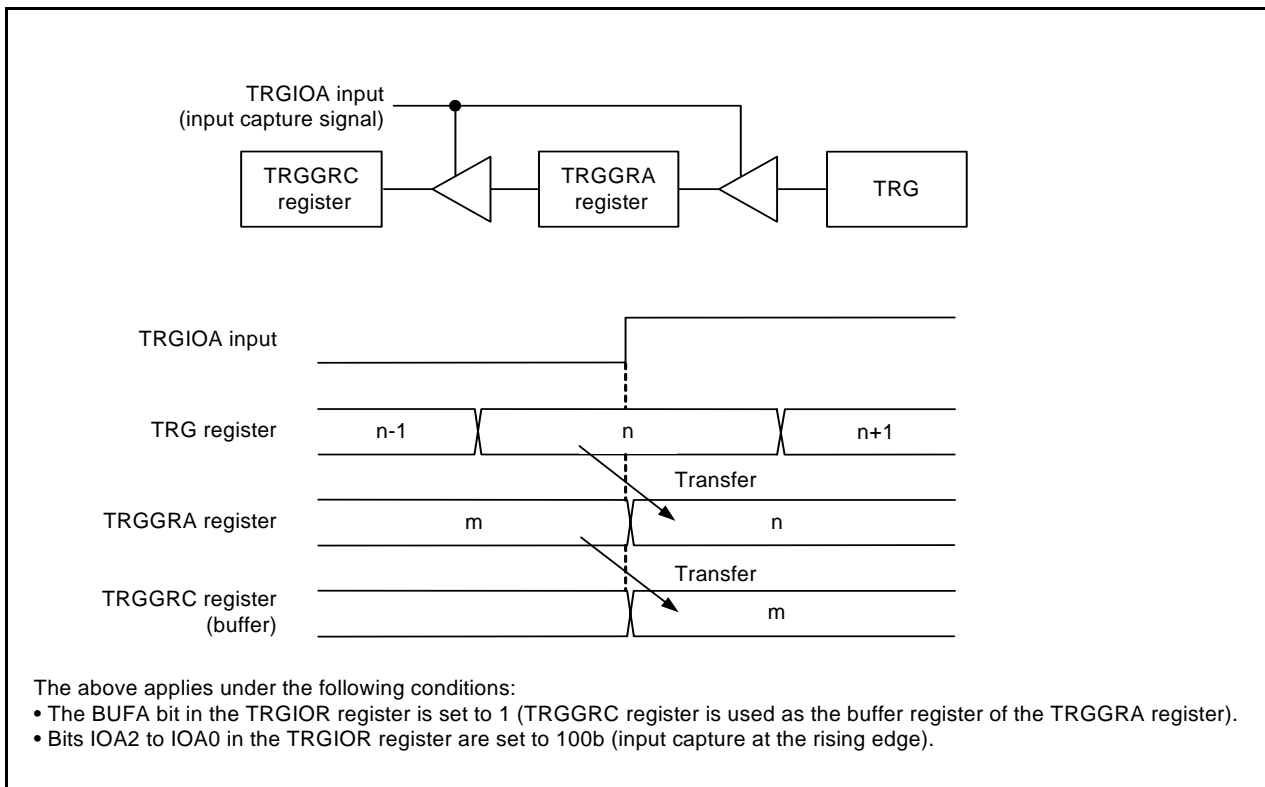 TRGIOA input
(input capture signal)
TRGGRC
register
TRGGRA
register
TRG
TRGIOA input
TRG register
n-1
n
n+1
Transfer
TRGGRA register
m
n
Transfer
TRGGRC register
(buffer)
m
The above applies under the following conditions:
• The BUFA bit in the TRGIOR register is set to 1 (TRGGRC register is used as the buffer register of the TRGGRA register).
• Bits IOA2 to IOA0 in the TRGIOR register are set to 100b (input capture at the rising edge).